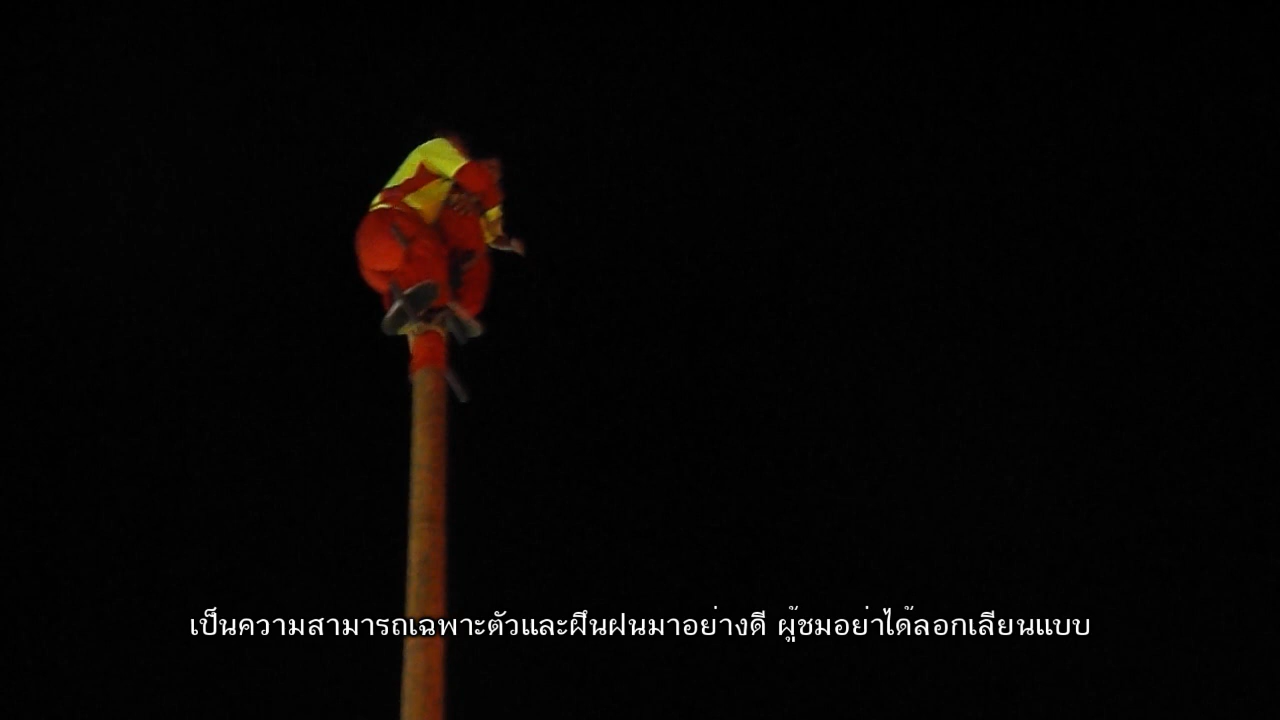 เป็นความสามารถเฉพาะตัวและฝึนฝนมาอย่างดี ผู้ชมอย่าได้ลอกเลียนแบบ